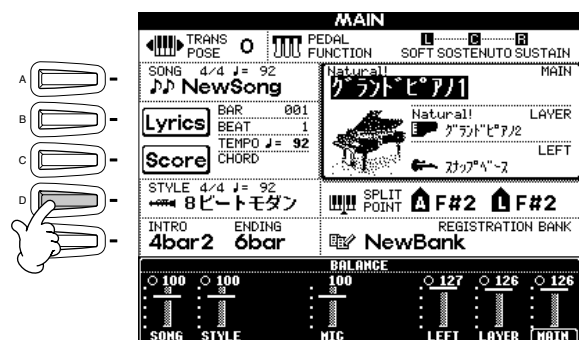 MAIN
TRANSPOSE 0
PEDAL FUNCTION
L C R
SOFT SOSTENUTO SUSTAIN
A
B
C
D
SONG 4/4 ♩= 92
NewSong
Lyrics
Score
BAR 001
BEAT 1
TEMPO ♩= 92
CHORD
Natural! MAIN
グランドピアノ1
Natural! LAYER
グランドピアノ2
LEFT
スナップベース
STYLE 4/4 ♩= 92
8ビートモダン
SPLIT POINT A F#2 L F#2
INTRO ENDING
4bar2 6bar
REGISTRATION BANK
NewBank
BALANCE
100 100 100 127 126 126
SONG STYLE MIC LEFT LAYER MAIN